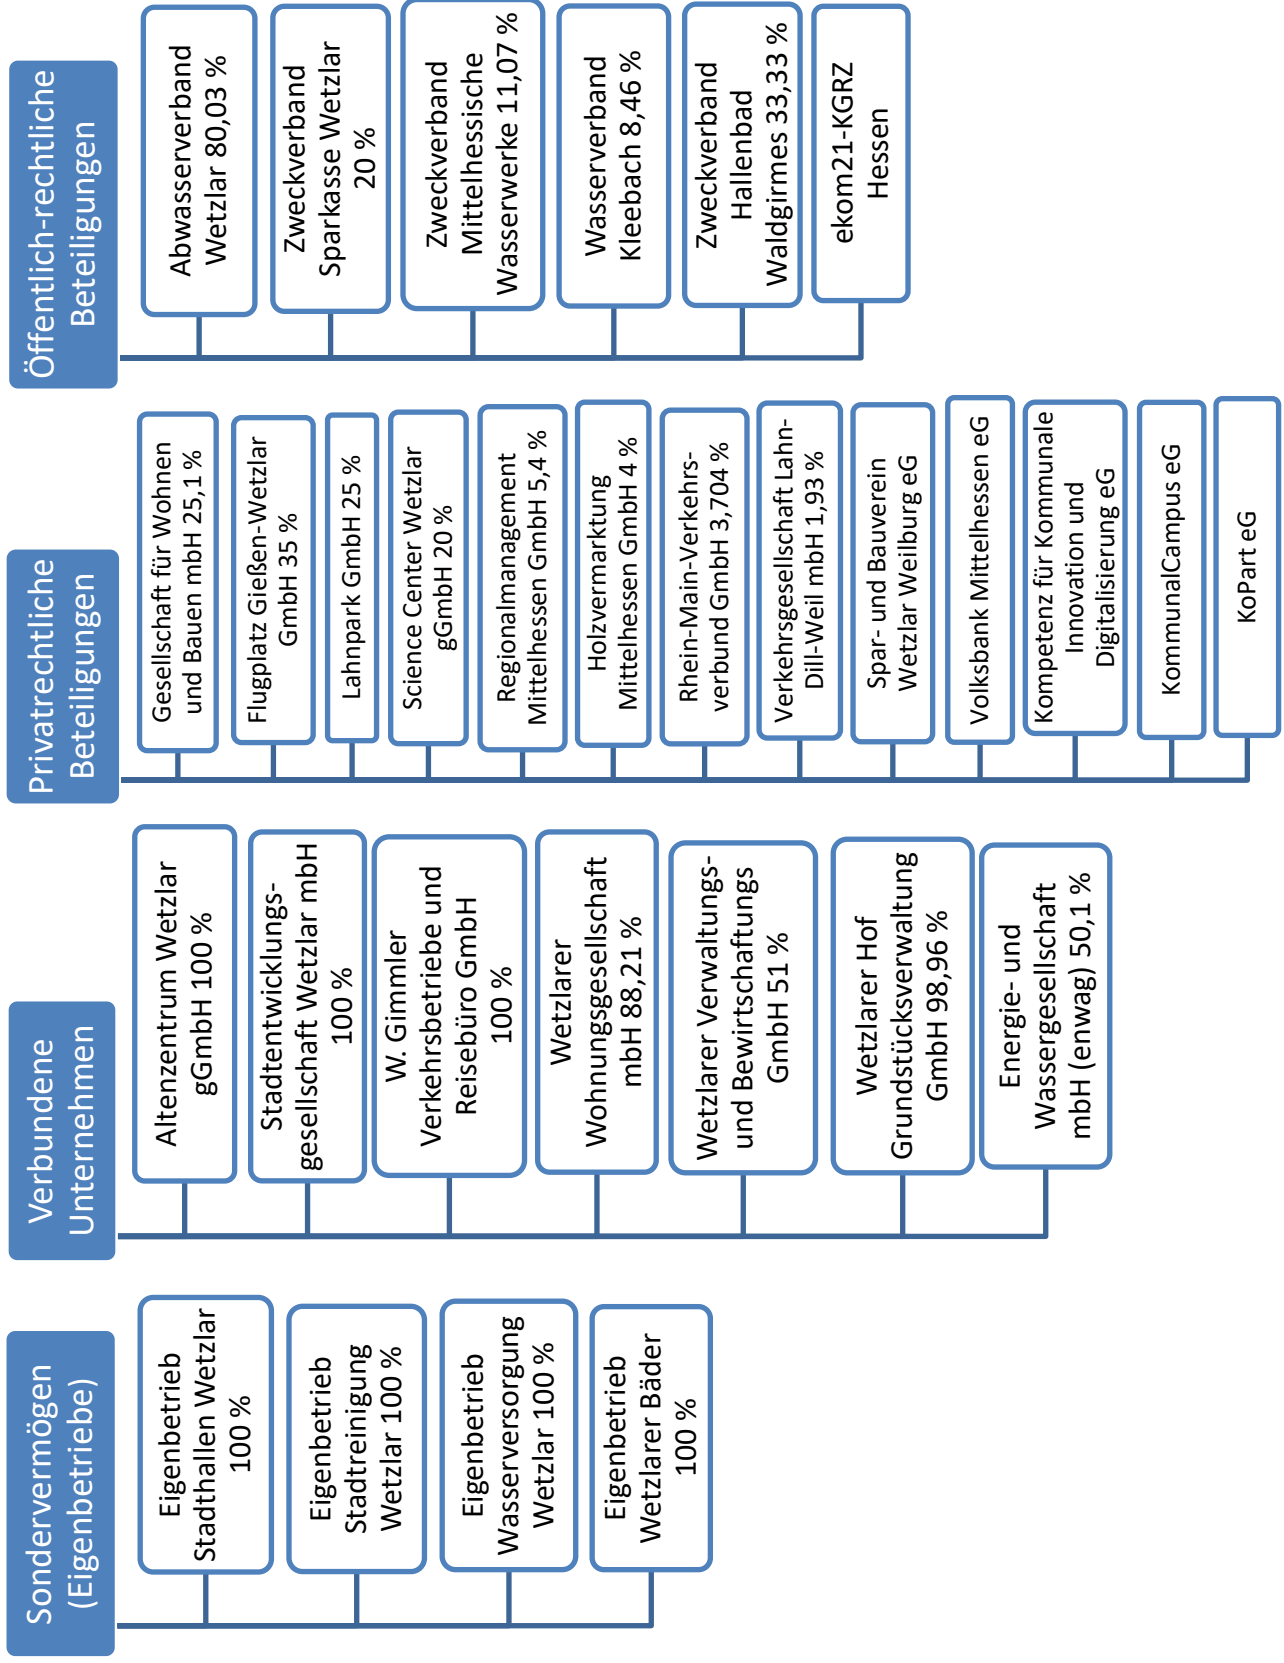 Sondervermögen
(Eigenbetriebe)
Eigenbetrieb
Stadthallen Wetzlar
100 %
Eigenbetrieb
Stadtreinigung
Wetzlar 100 %
Eigenbetrieb
Wasserversorgung
Wetzlar 100 %
Eigenbetrieb
Wetzlarer Bäder
100 %
Verbundene
Unternehmen
Altenzentrum Wetzlar
gGmbH 100 %
Stadtentwicklungs-
gesellschaft Wetzlar mbH
100 %
W. Gimmler
Verkehrsbetriebe und
Reisebüro GmbH
100 %
Wetzlarer
Wohnungsgesellschaft
mbH 88,21 %
Wetzlarer Verwaltungs-
und Bewirtschaftungs
GmbH 51 %
Wetzlarer Hof
Grundstücksverwaltung
GmbH 98,96 %
Energie- und
Wassergesellschaft
mbH (enwag) 50,1 %
Privatrechtliche
Beteiligungen
Gesellschaft für Wohnen
und Bauen mbH 25,1 %
Flugplatz Gießen-Wetzlar
GmbH 35 %
Lahnpark GmbH 25 %
Science Center Wetzlar
gGmbH 20 %
Regionalmanagement
Mittelhessen GmbH 5,4 %
Holzvermarktung
Mittelhessen GmbH 4 %
Rhein-Main-Verkehrs-
verbund GmbH 3,704 %
Verkehrsgesellschaft Lahn-
Dill-Weil mbH 1,93 %
Spar- und Bauverein
Wetzlar Weilburg eG
Volksbank Mittelhessen eG
Kompetenz für Kommunale
Innovation und
Digitalisierung eG
KommunalCampus eG
KoPart eG
Öffentlich-rechtliche
Beteiligungen
Abwasserverband
Wetzlar 80,03 %
Zweckverband
Sparkasse Wetzlar
20 %
Zweckverband
Mittelhessische
Wasserwerke 11,07 %
Wasserverband
Kleebach 8,46 %
Zweckverband
Hallenbad
Waldgirmes 33,33 %
ekom21-KGRZ
Hessen